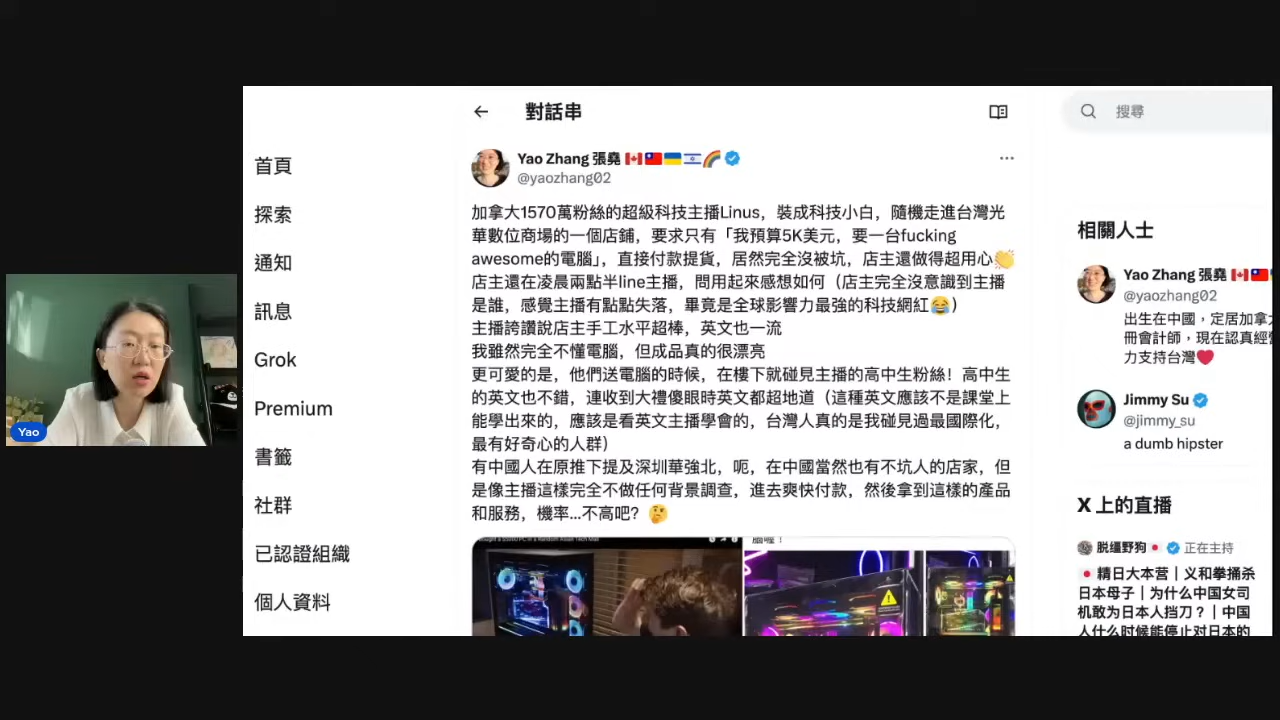 對話串
搜尋
首頁
探索
通知
訊息
Grok
Premium
書籤
社群
已認證組織
個人資料
Yao Zhang 張堯
@yaozhang02
加拿大1570萬粉絲的超級科技主播Linus，裝成科技小白，隨機走進台灣光
華數位商場的一個店鋪，要求只有「我預算5K美元，要一台fucking
awesome的電腦」，直接付款提貨，居然完全沒被坑，店主還做得超用心👏
店主還在凌晨兩點半line主播，問用起來感想如何（店主完全沒意識到主播
是誰，感覺主播有點點失落，畢竟是全球影響力最強的科技網紅😂）
主播誇讚說店主手工水平超棒，英文也一流
我雖然完全不懂電腦，但成品真的很漂亮
更可愛的是，他們送電腦的時候，在樓下就碰見主播的高中生粉絲！高中生
的英文也不錯，連收到大禮傻眼時英文都超地道（這種英文應該不是課堂上
能學出來的，應該是看英文主播學會的，台灣人真的是我碰見過最國際化，
最有好奇心的人群）
有中國人在原推下提及深圳華強北，呃，在中國當然也有不坑人的店家，但
是像主播這樣完全不做任何背景調查，進去爽快付款，然後拿到這樣的產品
和服務，機率...不高吧？🤔
相關人士
Yao Zhang 張堯
@yaozhang02
出生在中國，定居加拿
冊會計師，現在認真經
力支持台灣❤️
Jimmy Su
@jimmy_su
a dumb hipster
X 上的直播
脱缰野狗 正在主持
精日大本营｜义和拳捅杀
日本母子｜为什么中国女司
机敢为日本人挡刀？｜中国
人什么时候能停止对日本的
Yao